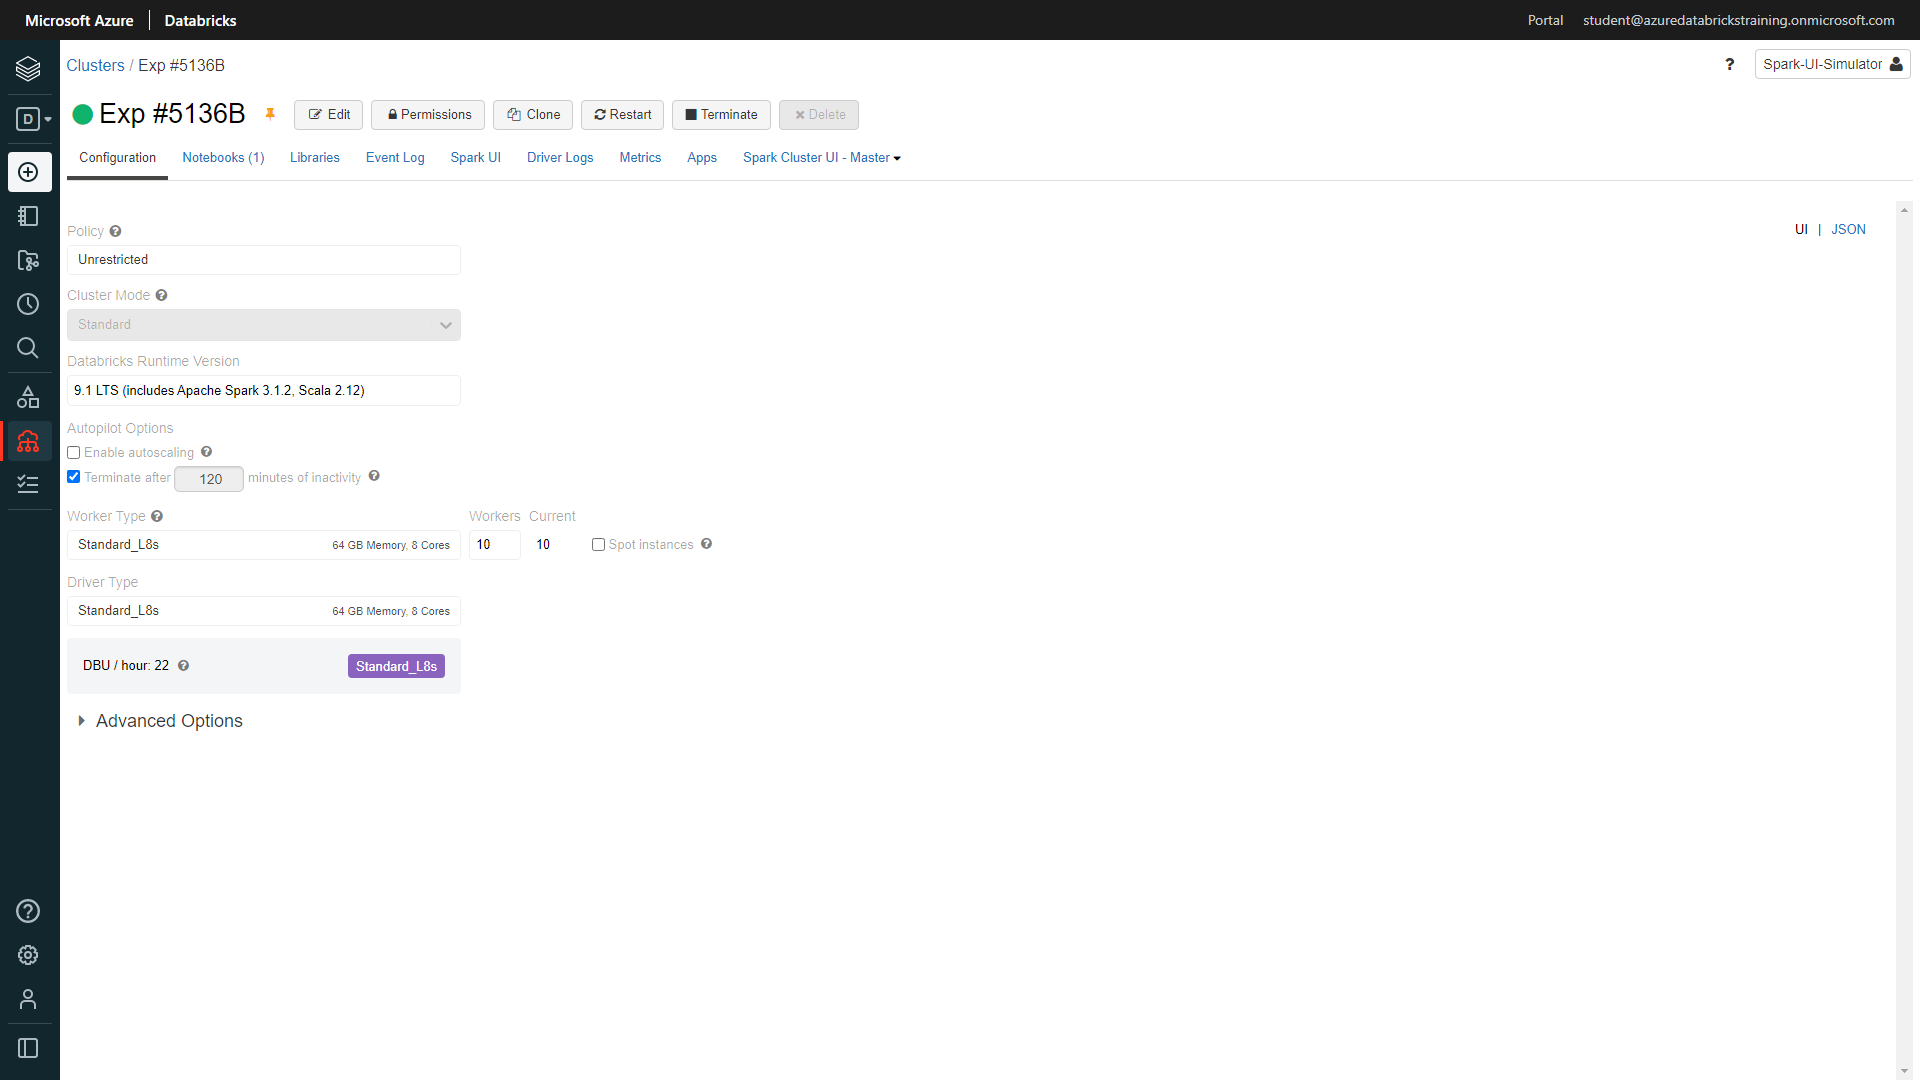 Microsoft Azure | Databricks
Portal student@azuredatabrickstraining.onmicrosoft.com
Clusters / Exp #5136B
? Spark-UI-Simulator
D
Exp #5136B Edit Permissions Clone Restart Terminate Delete
Configuration Notebooks (1) Libraries Event Log Spark UI Driver Logs Metrics Apps Spark Cluster UI - Master
UI | JSON
Policy
Unrestricted
Cluster Mode
Standard
Databricks Runtime Version
9.1 LTS (includes Apache Spark 3.1.2, Scala 2.12)
Autopilot Options
Enable autoscaling
Terminate after 120 minutes of inactivity
Worker Type Workers Current
Standard_L8s 64 GB Memory, 8 Cores 10 10 Spot instances
Driver Type
Standard_L8s 64 GB Memory, 8 Cores
DBU / hour: 22 Standard_L8s
Advanced Options